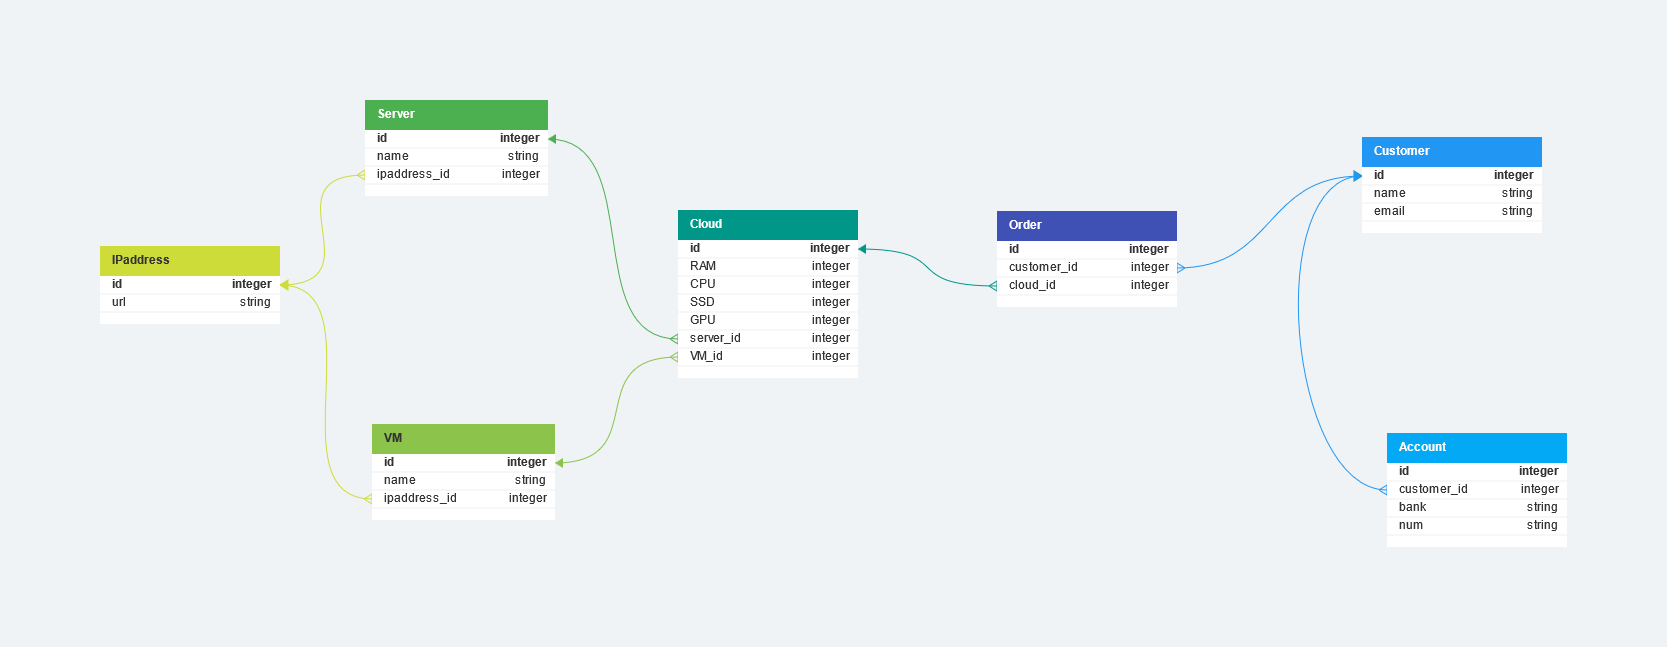 Server
id integer
name string
ipaddress_id integer
IPaddress
id integer
url string
VM
id integer
name string
ipaddress_id integer
Cloud
id integer
RAM integer
CPU integer
SSD integer
GPU integer
server_id integer
VM_id integer
Order
id integer
customer_id integer
cloud_id integer
Customer
id integer
name string
email string
Account
id integer
customer_id integer
bank string
num string